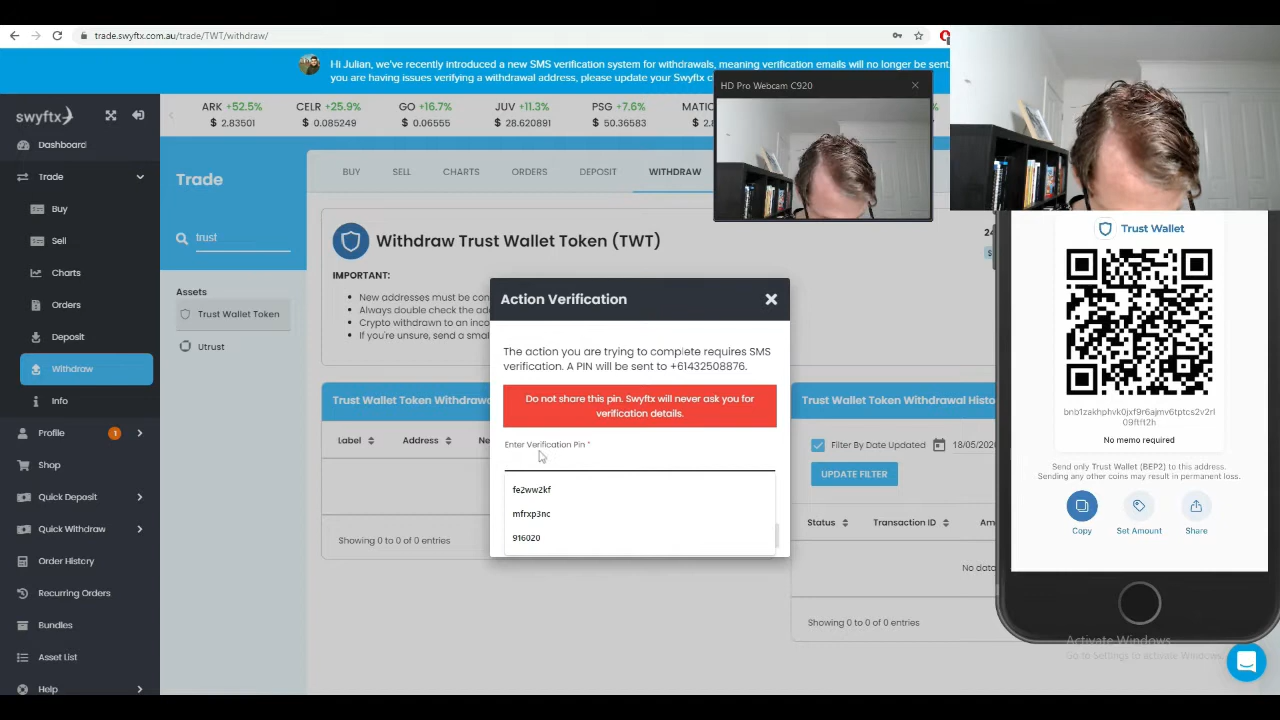 trade.swyftx.com.au/trade/TWT/withdraw/
Hi Julian, we've recently introduced a new SMS verification system for withdrawals, meaning verification emails will no longer be sent.
you are having issues verifying a withdrawal address, please update your Swyftx c
HD Pro Webcam C920
swyftx
ARK +52.5%
$ 2.83501
CELR +25.9%
$ 0.085249
GO +16.7%
$ 0.06555
JUV +11.3%
$ 28.620891
PSG +7.6%
$ 50.36583
MATIC
$ 2.8
%
Dashboard
Trade
Buy
Sell
Charts
Orders
Deposit
Withdraw
Info
Profile
1
Shop
Quick Deposit
Quick Withdraw
Order History
Recurring Orders
Bundles
Asset List
Help
Trade
trust
Assets
Trust Wallet Token
Utrust
BUY
SELL
CHARTS
ORDERS
DEPOSIT
WITHDRAW
Withdraw Trust Wallet Token (TWT)
24
$
IMPORTANT:
New addresses must be con
Always double check the ad
Crypto withdrawn to an inco
If you're unsure, send a small
Trust Wallet Token Withdrawa
Label
Address
Ne
Showing 0 to 0 of 0 entries
Action Verification
The action you are trying to complete requires SMS
verification. A PIN will be sent to +61432508876.
Do not share this pin. Swyftx will never ask you for
verification details.
Enter Verification Pin *
fe2ww2kf
mfrxp3nc
916020
Trust Wallet Token Withdrawal Histo
Filter By Date Updated
18/05/202
UPDATE FILTER
Status
Transaction ID
Am
No data
Showing 0 to 0 of 0 entries
Trust Wallet
bnb1zakhphvk0jxf9r6ajmv6tptcs2v2rl
09ftft2h
No memo required
Send only Trust Wallet (BEP2) to this address.
Sending any other coins may result in permanent loss.
Copy
Set Amount
Share
Activate Windows
Go to Settings to activate Windows.